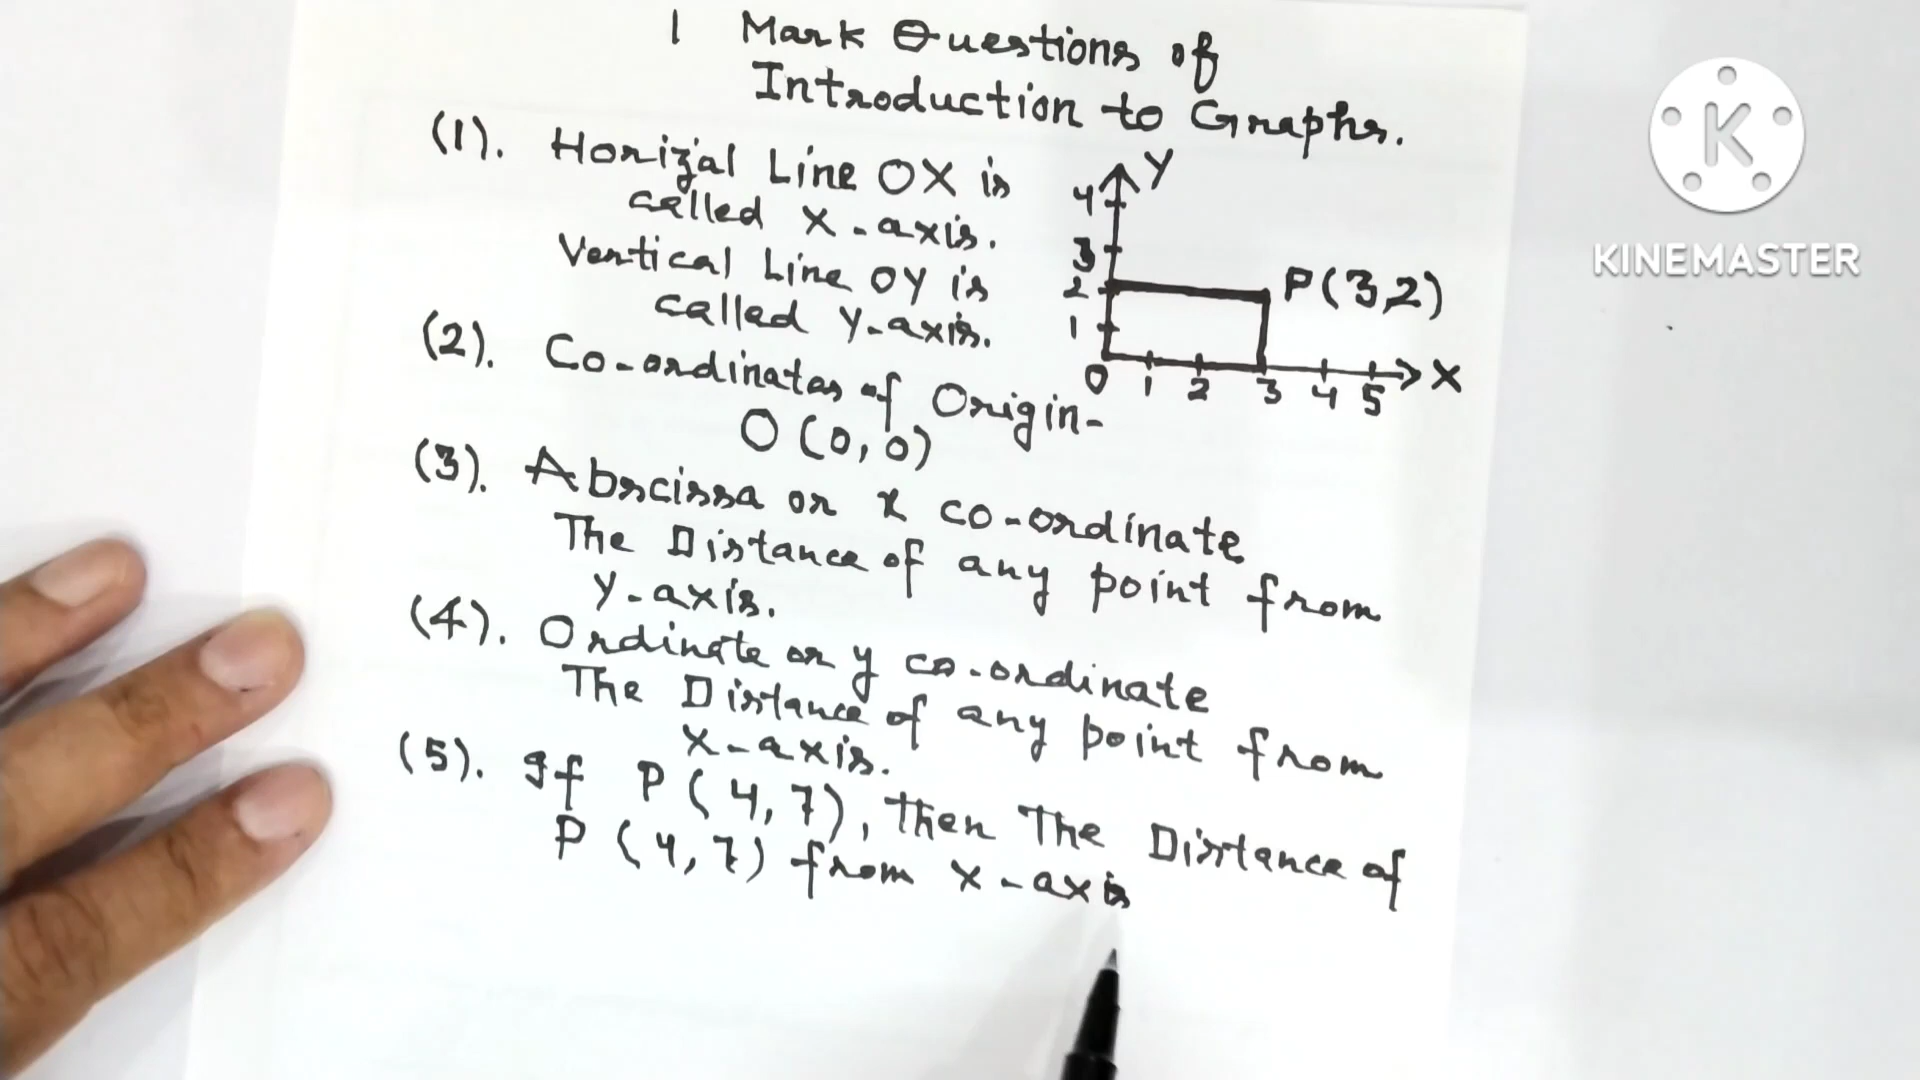 1 Mark Questions of
Introduction to Graphs.
(1). Horizal Line OX is
called X-axis.
Vertical Line OY is
called Y-axis.
Y
4
3
2
1
P(3,2)
0 1 2 3 4 5 X
(2). Co-ordinates of Origin-
O (0,0)
(3). Abscissa or x co-ordinate
The Distance of any point from
Y-axis.
(4). Ordinate or y co-ordinate
The Distance of any point from
X-axis.
(5). If P(4,7), then The Distance of
P (4,7) from X-axis
K
KINEMASTER